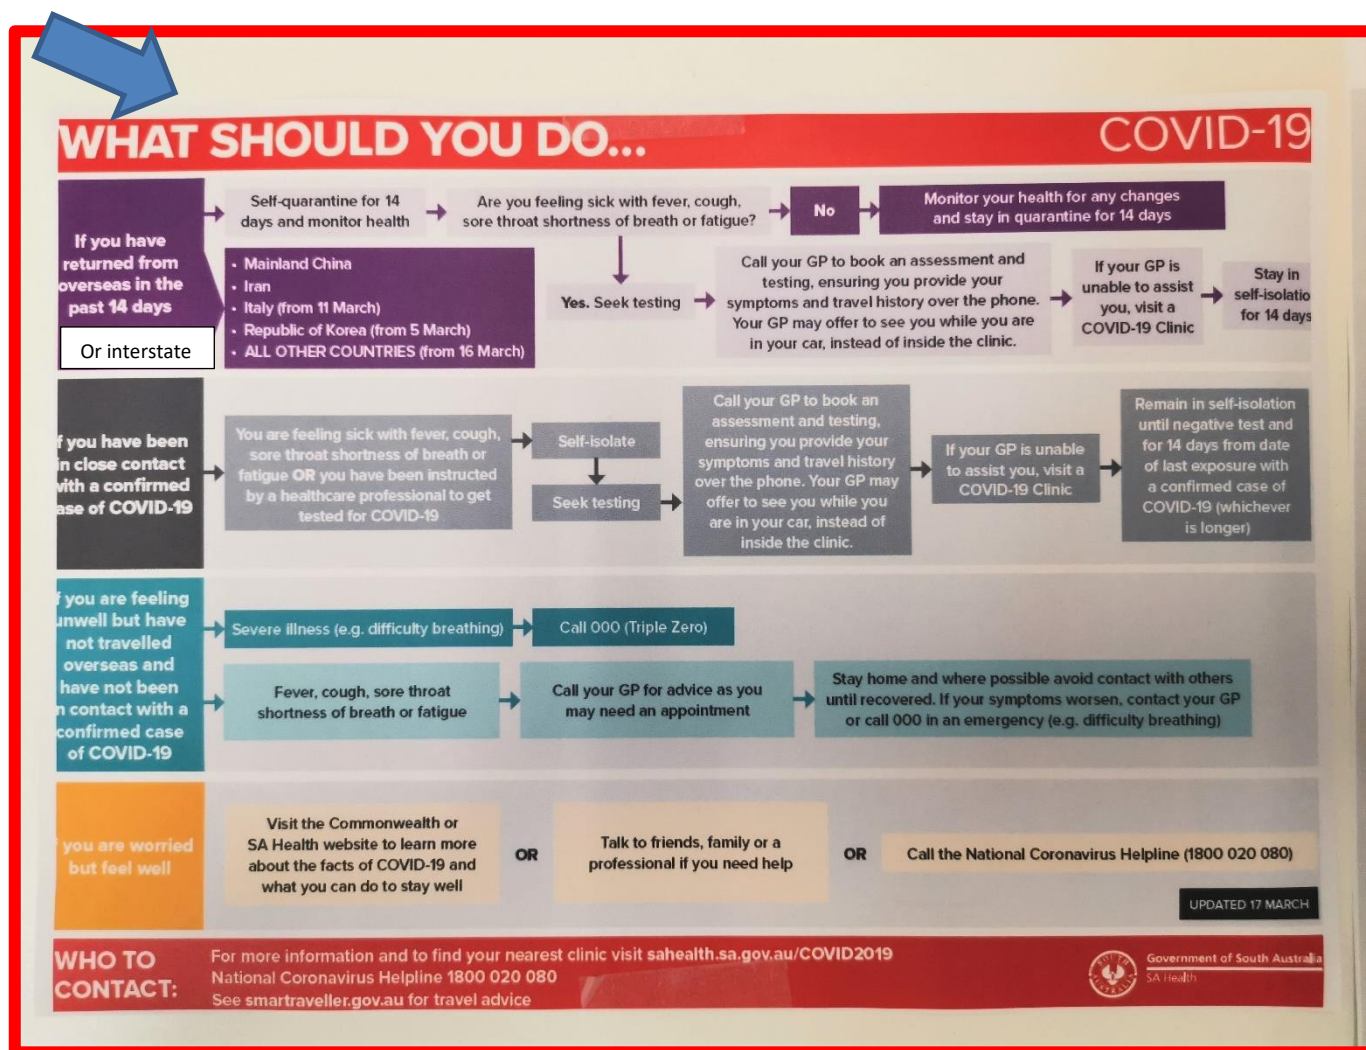 WHAT SHOULD YOU DO...
COVID-19
If you have
returned from
overseas in the
past 14 days
Or interstate
Self-quarantine for 14
days and monitor health
Are you feeling sick with fever, cough,
sore throat shortness of breath or fatigue?
No
Monitor your health for any changes
and stay in quarantine for 14 days
• Mainland China
• Iran
• Italy (from 11 March)
• Republic of Korea (from 5 March)
• ALL OTHER COUNTRIES (from 16 March)
Yes. Seek testing
Call your GP to book an assessment and
testing, ensuring you provide your
symptoms and travel history over the phone.
Your GP may offer to see you while you are
in your car, instead of inside the clinic.
If your GP is
unable to assist
you, visit a
COVID-19 Clinic
Stay in
self-isolatio
for 14 days
f you have been
in close contact
with a confirmed
ase of COVID-19
You are feeling sick with fever, cough,
sore throat shortness of breath or
fatigue OR you have been instructed
by a healthcare professional to get
tested for COVID-19
Self-isolate
Seek testing
Call your GP to book an
assessment and testing,
ensuring you provide your
symptoms and travel history
over the phone. Your GP may
offer to see you while you
are in your car, instead of
inside the clinic.
If your GP is unable
to assist you, visit a
COVID-19 Clinic
Remain in self-isolation
until negative test and
for 14 days from date
of last exposure with
a confirmed case of
COVID-19 (whichever
is longer)
f you are feeling
unwell but have
not travelled
overseas and
have not been
n contact with a
confirmed case
of COVID-19
Severe illness (e.g. difficulty breathing)
Call 000 (Triple Zero)
Fever, cough, sore throat
shortness of breath or fatigue
Call your GP for advice as you
may need an appointment
Stay home and where possible avoid contact with others
until recovered. If your symptoms worsen, contact your GP
or call 000 in an emergency (e.g. difficulty breathing)
you are worried
but feel well
Visit the Commonwealth or
SA Health website to learn more
about the facts of COVID-19 and
what you can do to stay well
OR
Talk to friends, family or a
professional if you need help
OR
Call the National Coronavirus Helpline (1800 020 080)
UPDATED 17 MARCH
WHO TO
CONTACT:
For more information and to find your nearest clinic visit sahealth.sa.gov.au/COVID2019
National Coronavirus Helpline 1800 020 080
See smartraveller.gov.au for travel advice
SOUTH AUSTRALIA
Government of South Australia
SA Health